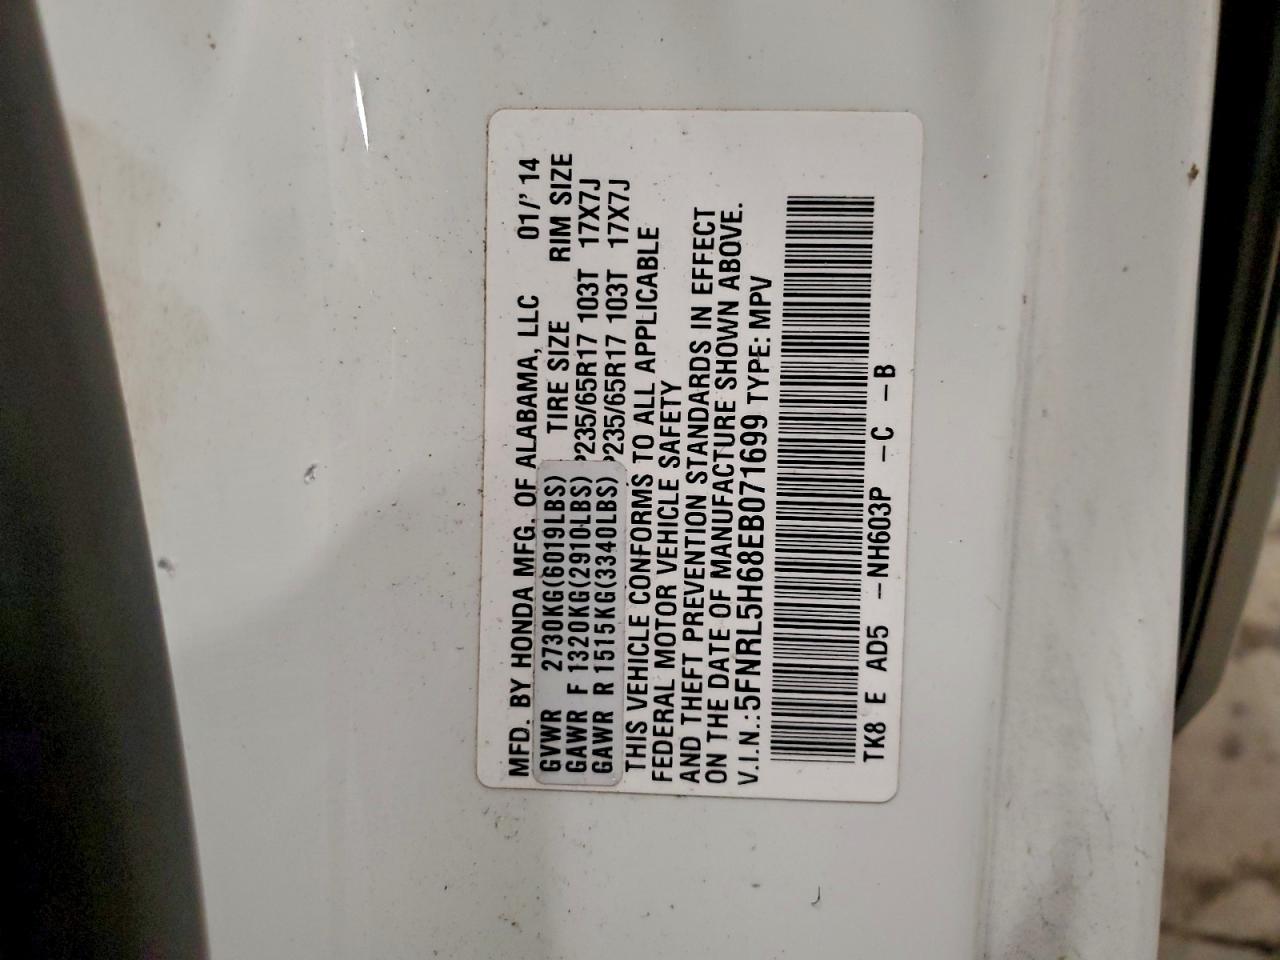 MFD. BY HONDA MFG. OF ALABAMA, LLC 01/'14
GVWR 2730KG(6019LBS) TIRE SIZE RIM SIZE
GAWR F 1320KG(2910LBS) P235/65R17 103T 17X7J
GAWR R 1515KG(3340LBS) P235/65R17 103T 17X7J
THIS VEHICLE CONFORMS TO ALL APPLICABLE
FEDERAL MOTOR VEHICLE SAFETY
AND THEFT PREVENTION STANDARDS IN EFFECT
ON THE DATE OF MANUFACTURE SHOWN ABOVE.
V.I.N.:5FNRL5H68EB071699 TYPE: MPV
TK8 E AD5 -NH603P -C -B